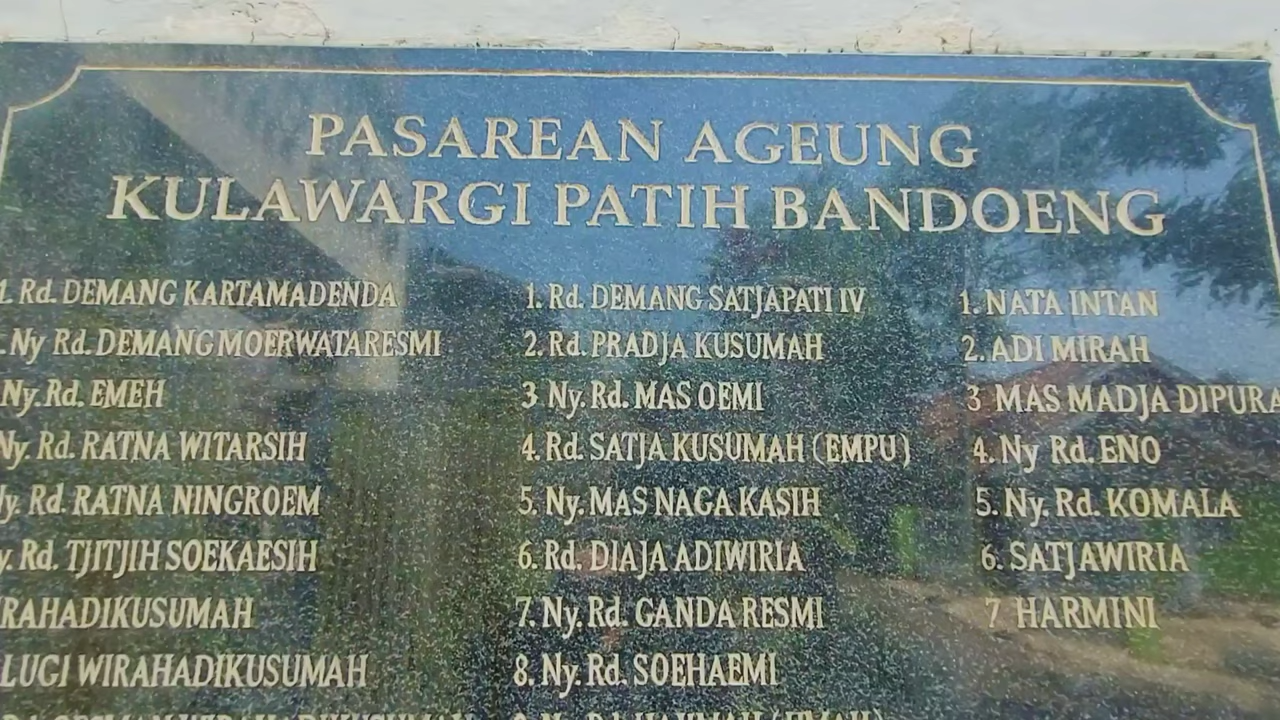 PASAREAN AGEUNG
KULAWARGI PATIH BANDOENG
1. Rd. DEMANG KARTAMADENDA
. Ny Rd. DEMANG MOERWATARESMI
Ny. Rd. EMEH
Ny Rd. RATNA WITARSIH
Ny. Rd RATNA NINGROEM
y. Rd. TJITJIH SOEKAESIH
RAHADIKUSUMAH
LUGI WIRAHADIKUSUMAH
1. Rd. DEMANG SATJAPATI IV
2. Rd. PRADJA KUSUMAH
3 Ny. Rd. MAS OEMI
4. Rd. SATJA KUSUMAH (EMPU)
5. Ny. MAS NAGA KASIH
6. Rd. DIAJA ADIWIRIA
7. Ny. Rd. GANDA RESMI
8. Ny. Rd. SOEHAEMI
1. NATA INTAN
2. ADI MIRAH
3 MAS MADJA DIPURA
4. Ny Rd. ENO
5. Ny. Rd. KOMALA
6. SATJAWIRIA
7 HARMINI